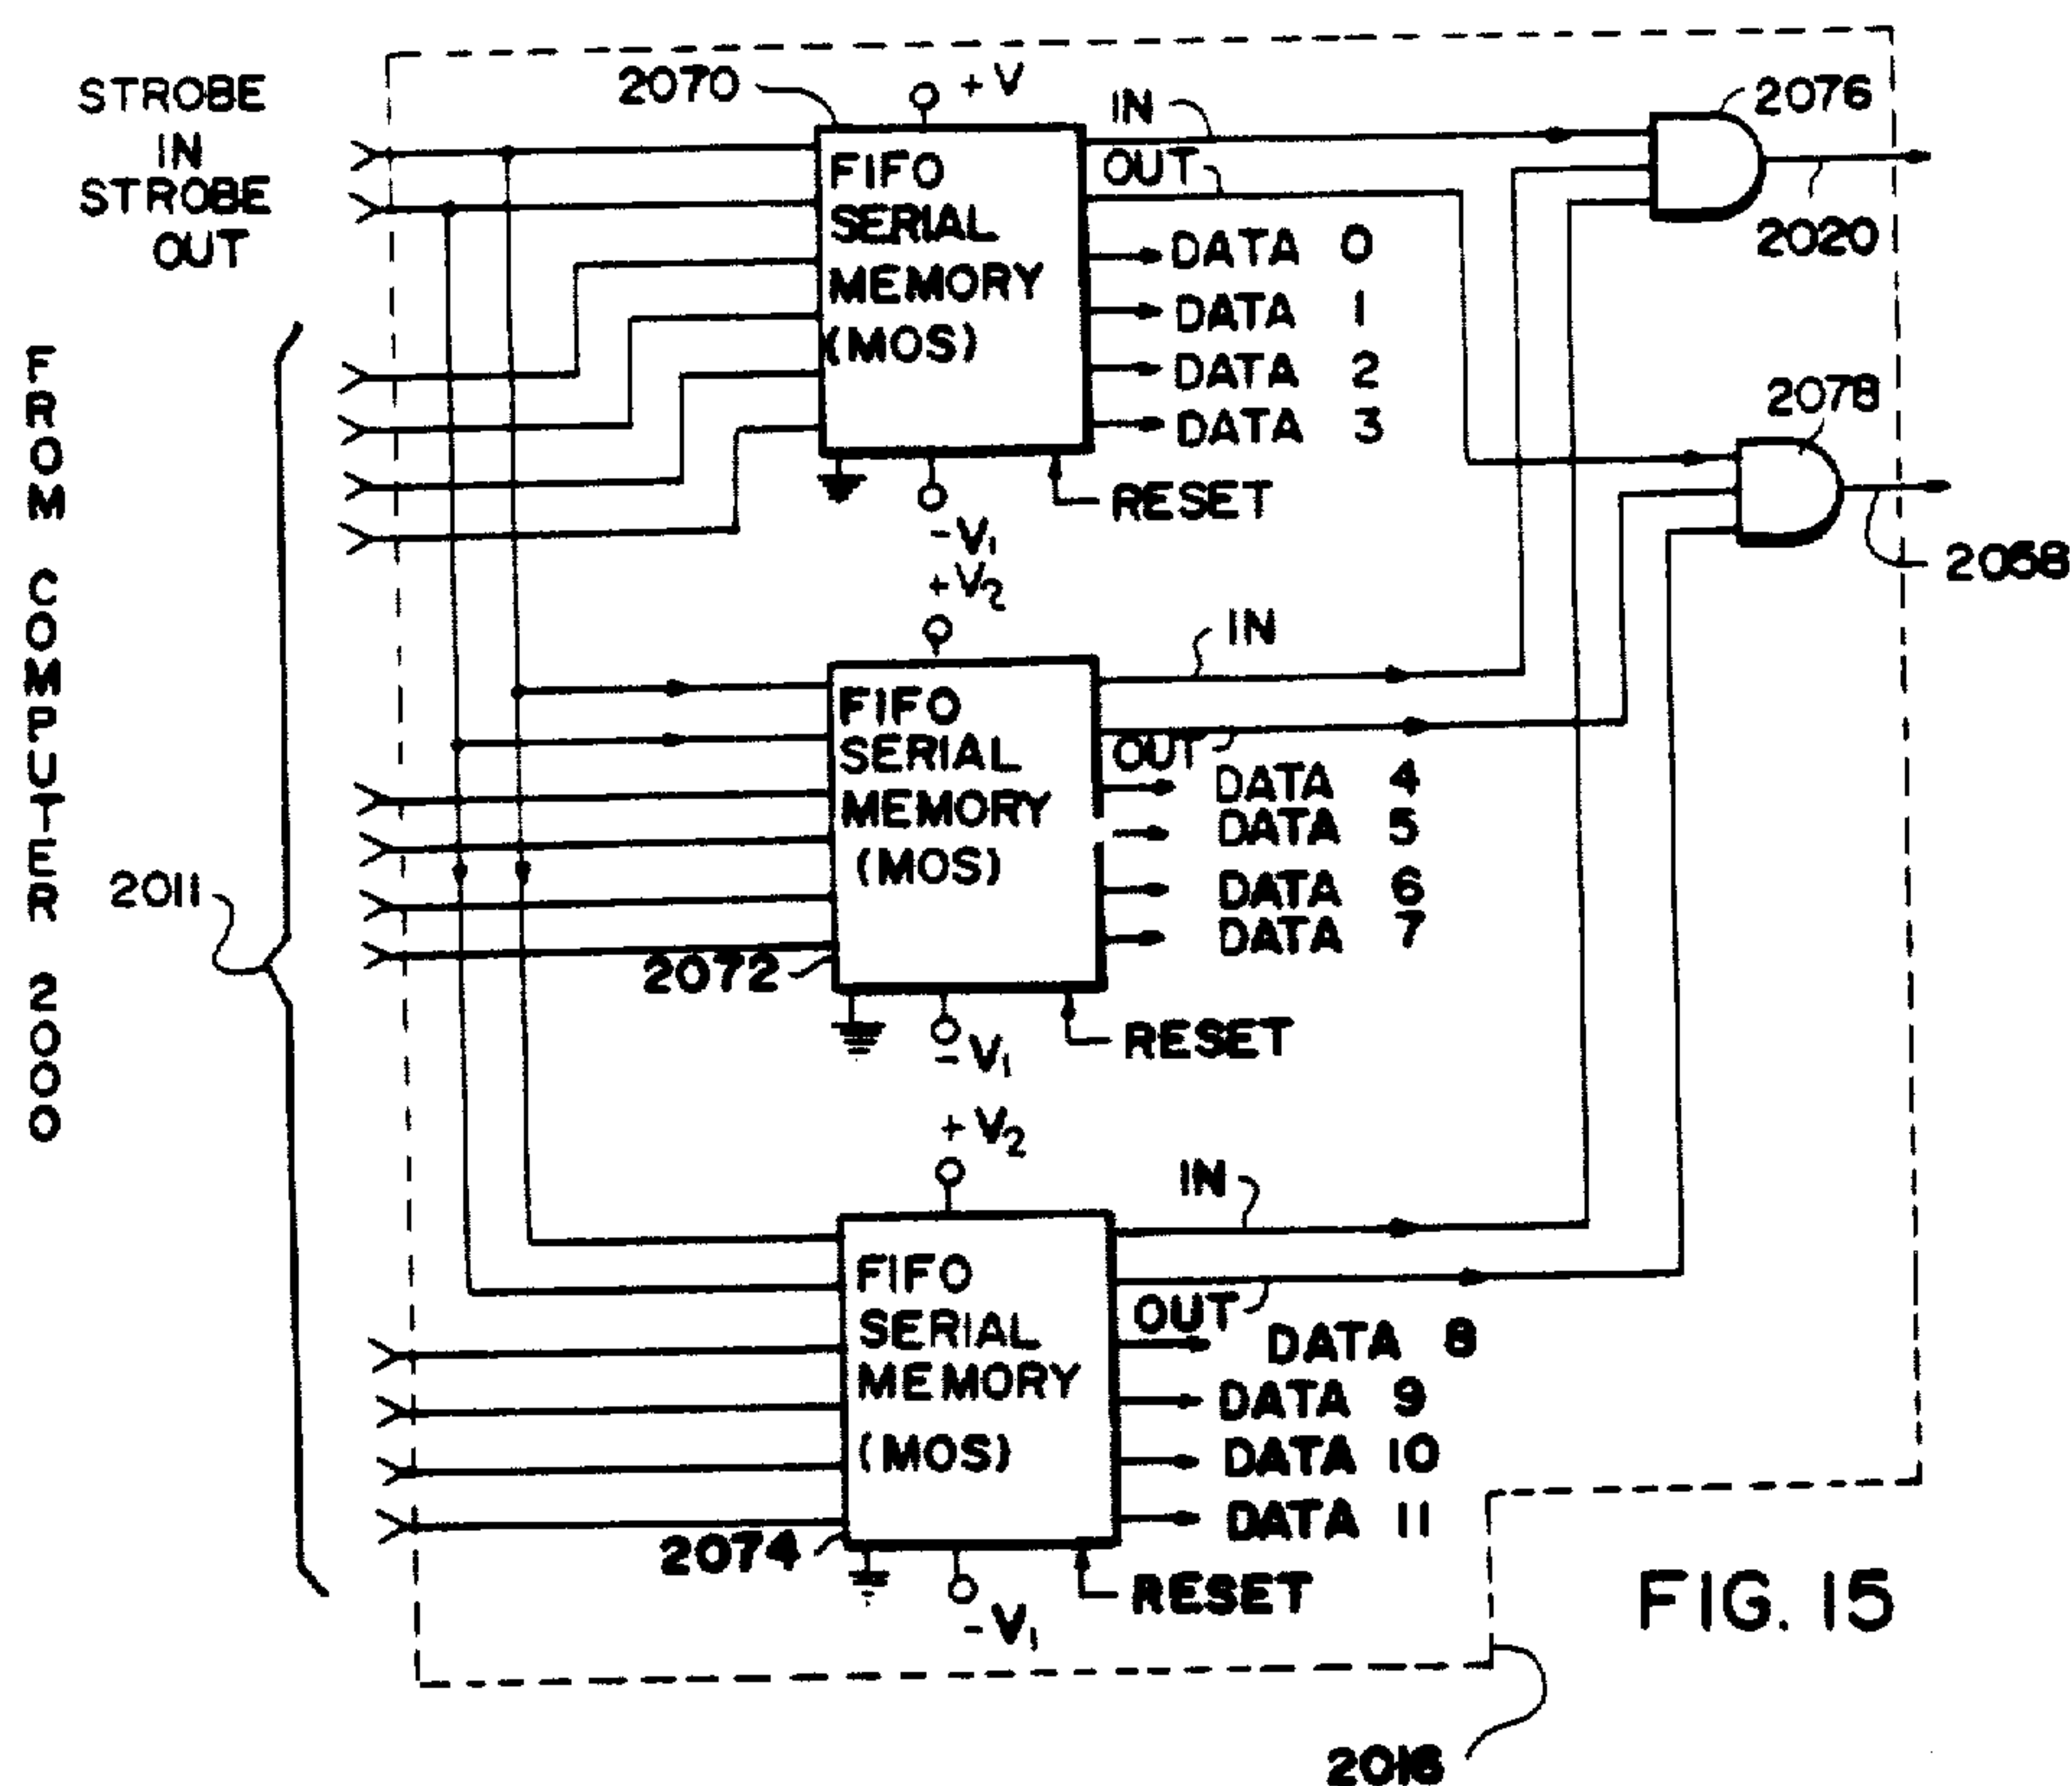 STROBE
IN
STROBE
OUT
FROM COMPUTER 2000
2011
2070
+V
FIFO
SERIAL
MEMORY
(MOS)
IN
OUT
DATA 0
DATA 1
DATA 2
DATA 3
RESET
-V1
2076
2020
2078
2068
+V2
FIFO
SERIAL
MEMORY
(MOS)
2072
IN
OUT
DATA 4
DATA 5
DATA 6
DATA 7
RESET
-V1
+V2
FIFO
SERIAL
MEMORY
(MOS)
2074
IN
OUT
DATA 8
DATA 9
DATA 10
DATA 11
RESET
-V1
FIG. 15
2016